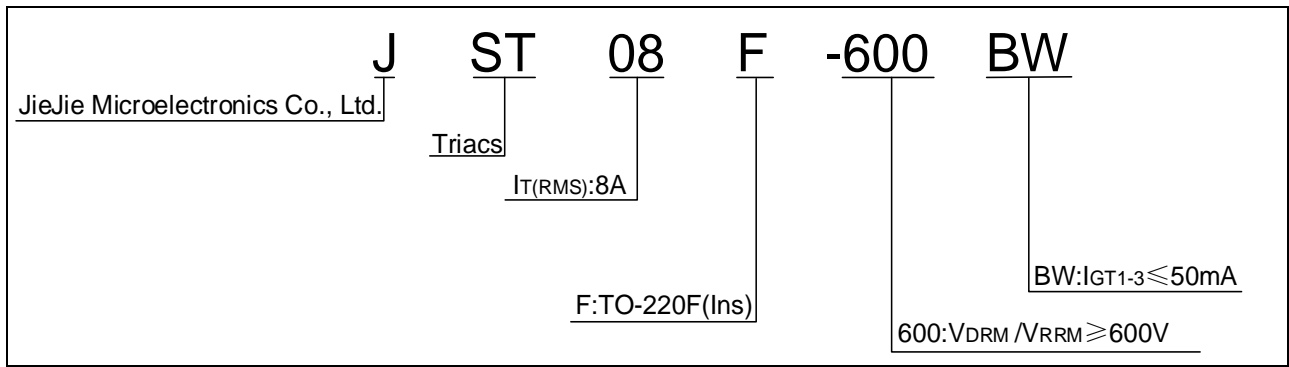 J ST 08 F -600 BW
JieJie Microelectronics Co., Ltd.
Triacs
IT(RMS):8A
BW:IGT1-3≤50mA
F:TO-220F(Ins)
600:VDRM /VRRM≥600V